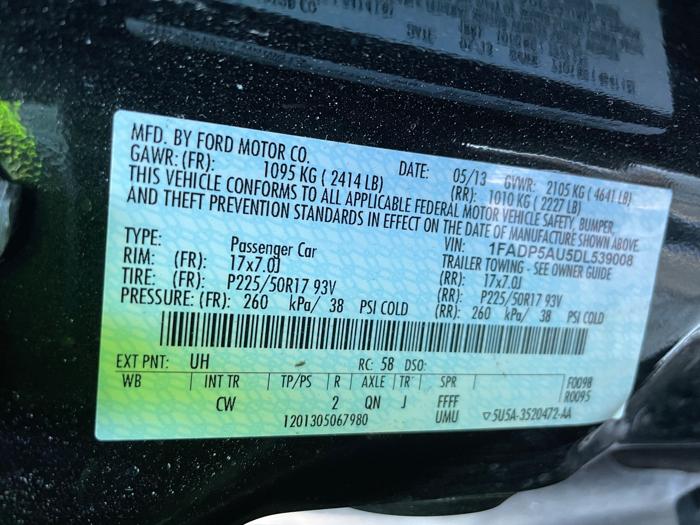 MFD. BY FORD MOTOR CO.
DATE: 05/13 GVWR: 2105 KG ( 4641 LB)
GAWR: (FR): 1095 KG ( 2414 LB) (RR): 1010 KG ( 2227 LB)
THIS VEHICLE CONFORMS TO ALL APPLICABLE FEDERAL MOTOR VEHICLE SAFETY, BUMPER,
AND THEFT PREVENTION STANDARDS IN EFFECT ON THE DATE OF MANUFACTURE SHOWN ABOVE.
VIN: 1FADP5AU5DL539008
TYPE: Passenger Car TRAILER TOWING - SEE OWNER GUIDE
RIM: (FR): 17x7.0J (RR): 17x7.0J
TIRE: (FR): P225/50R17 93V (RR): P225/50R17 93V
PRESSURE: (FR): 260 kPa/ 38 PSI COLD (RR): 260 kPa/ 38 PSI COLD
EXT PNT: UH RC: 58 DSO:
WB INT TR TP/PS R AXLE TR SPR F0098
R0095
CW 2 QN J FFFF
UMU
1201305067980 ▽5U5A-3520472-AA